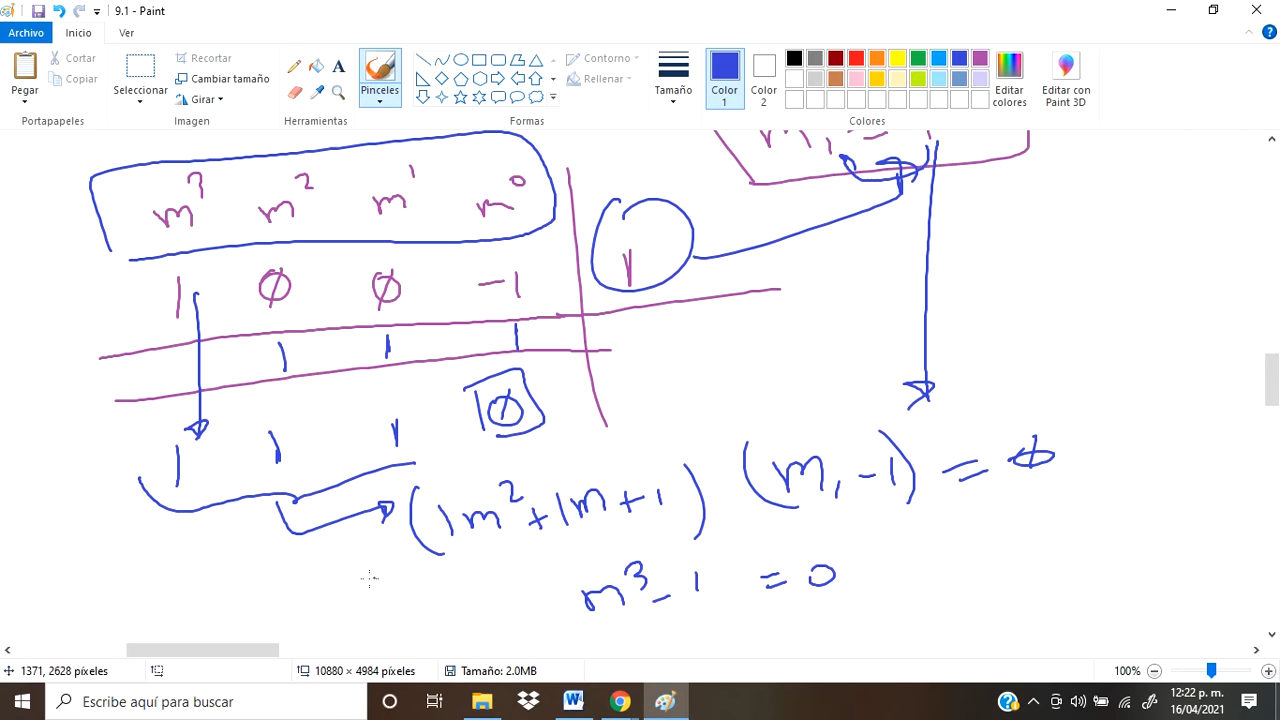 9.1 - Paint
Archivo Inicio Ver
Pegar
Cortar
Copiar
Portapapeles
Seleccionar
Recortar
Cambiar tamaño
Girar
Imagen
A
Herramientas
Pinceles
Contorno
Rellenar
Formas
Tamaño
Color 1
Color 2
Editar colores
Editar con Paint 3D
Colores
m₁ = 1
m³ m² m¹ m⁰
1 0 0 -1 1
1 1 1
0
1 1 1
(1m² + 1m + 1) (m₁ - 1) = 0
m³ - 1 = 0
1371, 2628 píxeles
10880 × 4984 píxeles
Tamaño: 2.0MB
100%
Escribe aquí para buscar
12:22 p. m.
16/04/2021